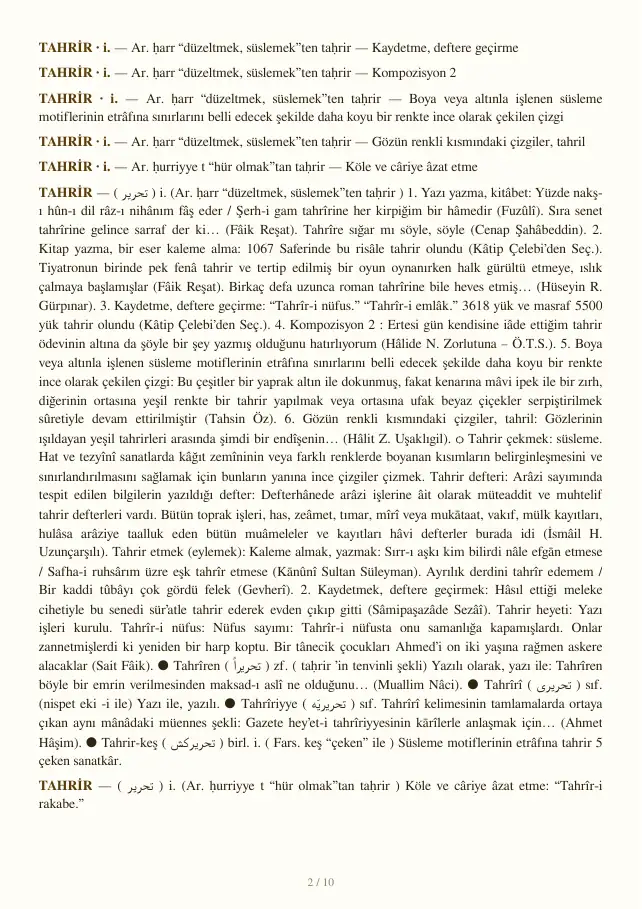 TAHRİR · i. — Ar. ḥarr “düzeltmek, süslemek”ten taḥrir — Kaydetme, deftere geçirme
TAHRİR · i. — Ar. ḥarr “düzeltmek, süslemek”ten taḥrir — Kompozisyon 2
TAHRİR · i. — Ar. ḥarr “düzeltmek, süslemek”ten taḥrir — Boya veya altınla işlenen süsleme
motiflerinin etrâfına sınırlarını belli edecek şekilde daha koyu bir renkte ince olarak çekilen çizgi
TAHRİR · i. — Ar. ḥarr “düzeltmek, süslemek”ten taḥrir — Gözün renkli kısmındaki çizgiler, tahril
TAHRİR · i. — Ar. ḥurriyye t “hür olmak”tan taḥrir — Köle ve câriye âzat etme
TAHRİR — ( تحرير ) i. (Ar. ḥarr “düzeltmek, süslemek”ten taḥrir ) 1. Yazı yazma, kitâbet: Yüzde nakş-
ı hûn-ı dil râz-ı nihânım fâş eder / Şerh-i gam tahrîrine her kirpiğim bir hâmedir (Fuzûlî). Sıra senet
tahrîrine gelince sarraf der ki… (Fâik Reşat). Tahrîre sığar mı söyle, söyle (Cenap Şahâbeddin). 2.
Kitap yazma, bir eser kaleme alma: 1067 Saferinde bu risâle tahrir olundu (Kâtip Çelebi’den Seç.).
Tiyatronun birinde pek fenâ tahrir ve tertip edilmiş bir oyun oynanırken halk gürültü etmeye, ıslık
çalmaya başlamışlar (Fâik Reşat). Birkaç defa uzunca roman tahrîrine bile heves etmiş… (Hüseyin R.
Gürpınar). 3. Kaydetme, deftere geçirme: “Tahrîr-i nüfus.” “Tahrîr-i emlâk.” 3618 yük ve masraf 5500
yük tahrir olundu (Kâtip Çelebi’den Seç.). 4. Kompozisyon 2 : Ertesi gün kendisine iâde ettiğim tahrir
ödevinin altına da şöyle bir şey yazmış olduğunu hatırlıyorum (Hâlide N. Zorlutuna – Ö.T.S.). 5. Boya
veya altınla işlenen süsleme motiflerinin etrâfına sınırlarını belli edecek şekilde daha koyu bir renkte
ince olarak çekilen çizgi: Bu çeşitler bir yaprak altın ile dokunmuş, fakat kenarına mâvi ipek ile bir zırh,
diğerinin ortasına yeşil renkte bir tahrir yapılmak veya ortasına ufak beyaz çiçekler serpiştirilmek
sûretiyle devam ettirilmiştir (Tahsin Öz). 6. Gözün renkli kısmındaki çizgiler, tahril: Gözlerinin
ışıldayan yeşil tahrirleri arasında şimdi bir endîşenin… (Hâlit Z. Uşaklıgil). ο Tahrir çekmek: süsleme.
Hat ve tezyînî sanatlarda kâğıt zemîninin veya farklı renklerde boyanan kısımların belirginleşmesini ve
sınırlandırılmasını sağlamak için bunların yanına ince çizgiler çizmek. Tahrir defteri: Arâzi sayımında
tespit edilen bilgilerin yazıldığı defter: Defterhânede arâzi işlerine âit olarak müteaddit ve muhtelif
tahrir defterleri vardı. Bütün toprak işleri, has, zeâmet, tımar, mîrî veya mukātaat, vakıf, mülk kayıtları,
hulâsa arâziye taalluk eden bütün muâmeleler ve kayıtları hâvi defterler burada idi (İsmâil H.
Uzunçarşılı). Tahrir etmek (eylemek): Kaleme almak, yazmak: Sırr-ı aşkı kim bilirdi nâle efgān etmese
/ Safha-i ruhsârım üzre eşk tahrîr etmese (Kānûnî Sultan Süleyman). Ayrılık derdini tahrîr edemem /
Bir kaddi tûbâyı çok gördü felek (Gevherî). 2. Kaydetmek, deftere geçirmek: Hâsıl ettiği meleke
cihetiyle bu senedi sür’atle tahrir ederek evden çıkıp gitti (Sâmipaşazâde Sezâî). Tahrir heyeti: Yazı
işleri kurulu. Tahrîr-i nüfus: Nüfus sayımı: Tahrîr-i nüfusta onu samanlığa kapamışlardı. Onlar
zannetmişlerdi ki yeniden bir harp koptu. Bir tânecik çocukları Ahmed’i on iki yaşına rağmen askere
alacaklar (Sait Fâik). ● Tahrîren ( تحريراً ) zf. ( taḥrir ’in tenvinli şekli) Yazılı olarak, yazı ile: Tahrîren
böyle bir emrin verilmesinden maksad-ı aslî ne olduğunu… (Muallim Nâci). ● Tahrîrî ( تحريرى ) sıf.
(nispet eki -i ile) Yazı ile, yazılı. ● Tahrîriyye ( تحريريّه ) sıf. Tahrîrî kelimesinin tamlamalarda ortaya
çıkan aynı mânâdaki müennes şekli: Gazete hey’et-i tahrîriyyesinin kārîlerle anlaşmak için… (Ahmet
Hâşim). ● Tahrir-keş ( تحريركش ) birl. i. ( Fars. keş “çeken” ile ) Süsleme motiflerinin etrâfına tahrir 5
çeken sanatkâr.
TAHRİR — ( تحرير ) i. (Ar. ḥurriyye t “hür olmak”tan taḥrir ) Köle ve câriye âzat etme: “Tahrîr-i
rakabe.”
2 / 10